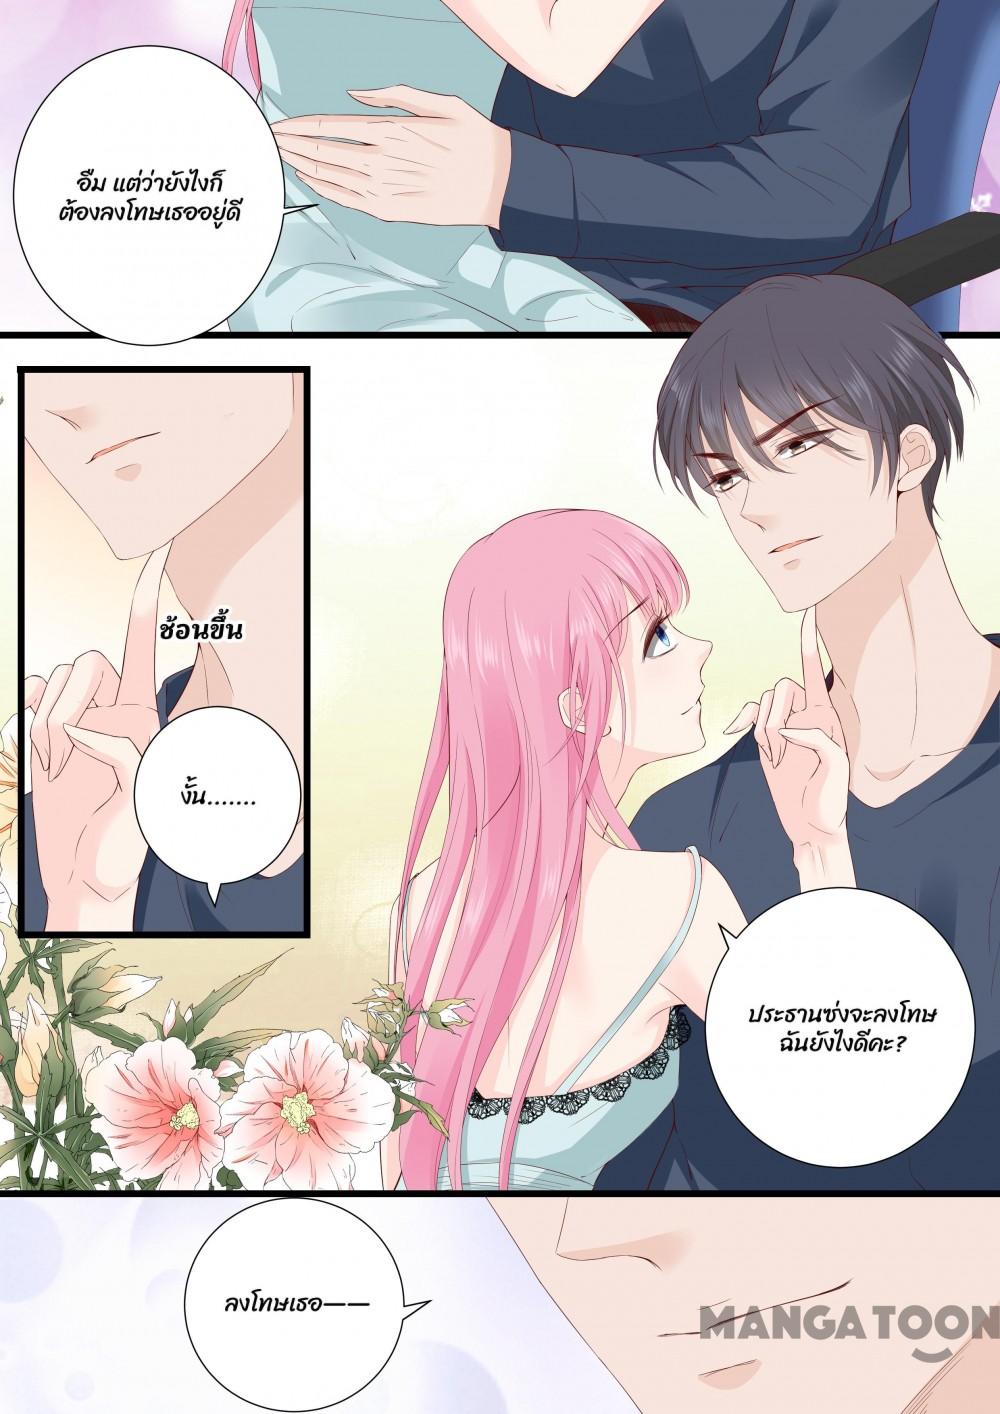 อืม แต่ว่ายังไงก็
ต้องลงโทษเธออยู่ดี
ช้อนขึ้น
งั้น.......
ประธานซ่งจะลงโทษ
ฉันยังไงดีคะ?
ลงโทษเธอ——
MANGATOON